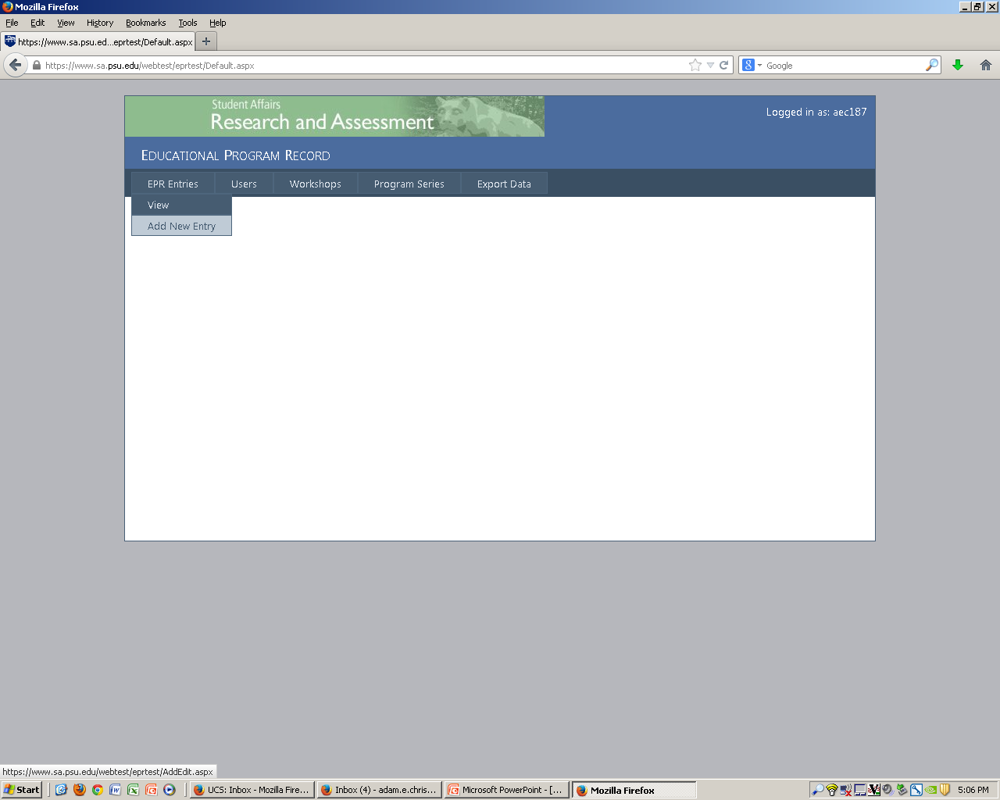 Mozilla Firefox
File Edit View History Bookmarks Tools Help
https://www.sa.psu.ed...eprtest/Default.aspx
https://www.sa.psu.edu/webtest/eprtest/Default.aspx
Google
Student Affairs
Research and Assessment
Logged in as: aec187
EDUCATIONAL PROGRAM RECORD
EPR Entries Users Workshops Program Series Export Data
View
Add New Entry
https://www.sa.psu.edu/webtest/eprtest/AddEdit.aspx
Start UCS: Inbox - Mozilla Fire... Inbox (4) - adam.e.chris... Microsoft PowerPoint - [... Mozilla Firefox 5:06 PM